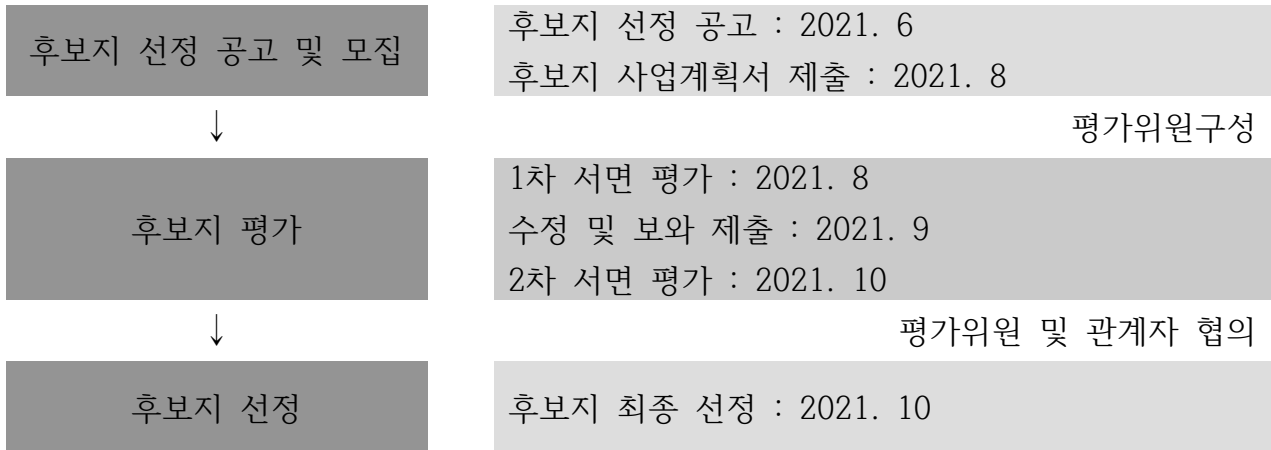 후보지 선정 공고 및 모집
후보지 선정 공고 : 2021. 6
후보지 사업계획서 제출 : 2021. 8
↓
평가위원구성
후보지 평가
1차 서면 평가 : 2021. 8
수정 및 보와 제출 : 2021. 9
2차 서면 평가 : 2021. 10
↓
평가위원 및 관계자 협의
후보지 선정
후보지 최종 선정 : 2021. 10